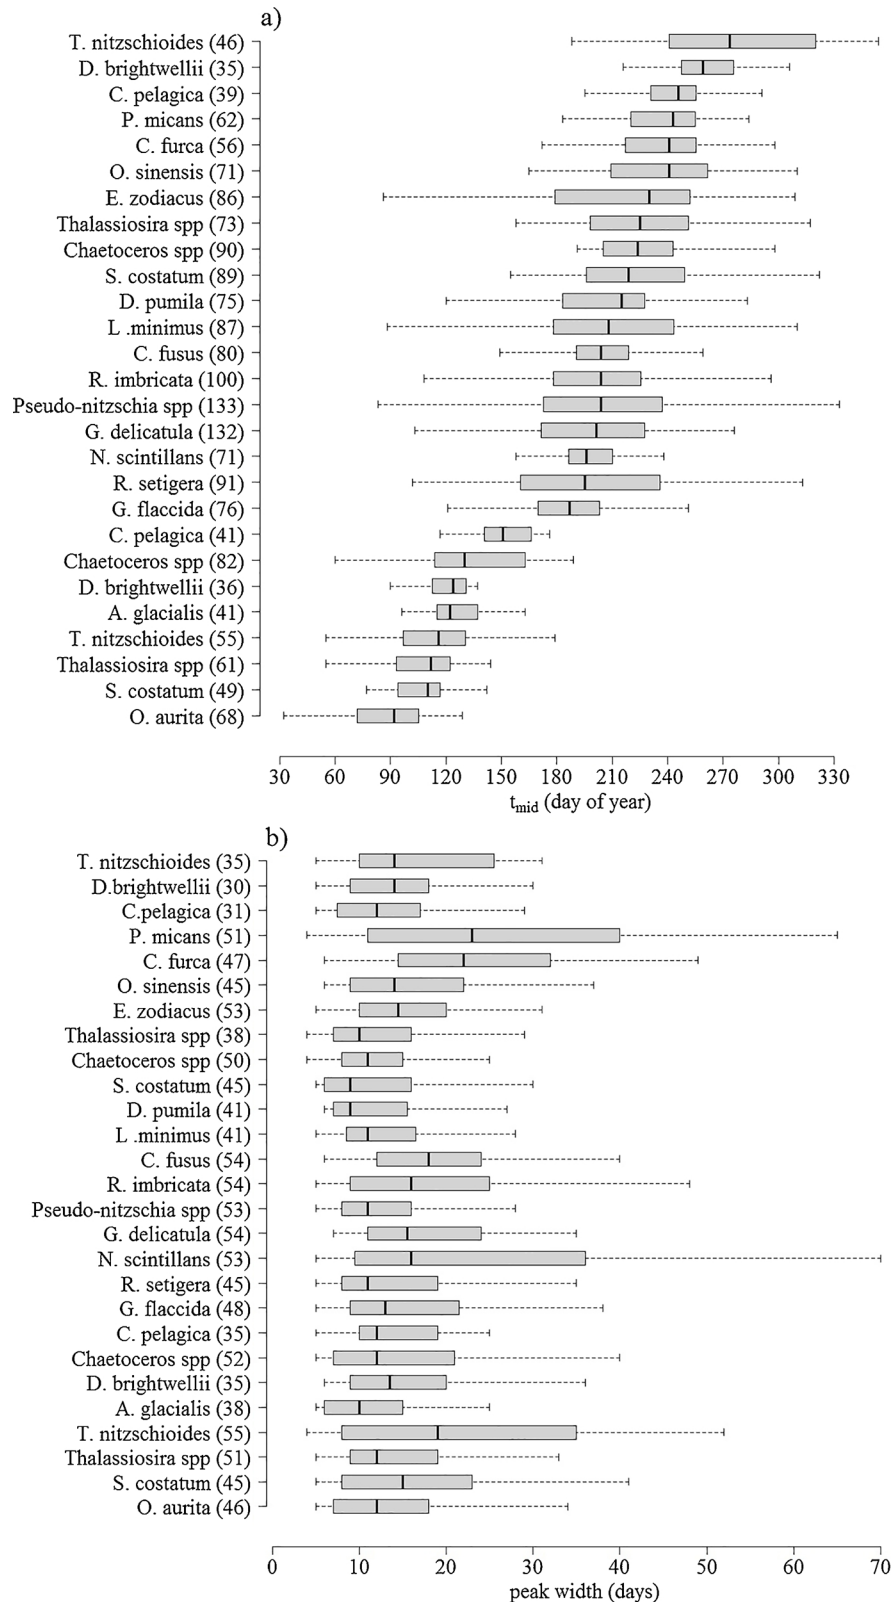 a)
T. nitzschioides (46)
D. brightwellii (35)
C. pelagica (39)
P. micans (62)
C. furca (56)
O. sinensis (71)
E. zodiacus (86)
Thalassiosira spp (73)
Chaetoceros spp (90)
S. costatum (89)
D. pumila (75)
L .minimus (87)
C. fusus (80)
R. imbricata (100)
Pseudo-nitzschia spp (133)
G. delicatula (132)
N. scintillans (71)
R. setigera (91)
G. flaccida (76)
C. pelagica (41)
Chaetoceros spp (82)
D. brightwellii (36)
A. glacialis (41)
T. nitzschioides (55)
Thalassiosira spp (61)
S. costatum (49)
O. aurita (68)
30 60 90 120 150 180 210 240 270 300 330
tmid (day of year)
b)
T. nitzschioides (35)
D.brightwellii (30)
C.pelagica (31)
P. micans (51)
C. furca (47)
O. sinensis (45)
E. zodiacus (53)
Thalassiosira spp (38)
Chaetoceros spp (50)
S. costatum (45)
D. pumila (41)
L .minimus (41)
C. fusus (54)
R. imbricata (54)
Pseudo-nitzschia spp (53)
G. delicatula (54)
N. scintillans (53)
R. setigera (45)
G. flaccida (48)
C. pelagica (35)
Chaetoceros spp (52)
D. brightwellii (35)
A. glacialis (38)
T. nitzschioides (55)
Thalassiosira spp (51)
S. costatum (45)
O. aurita (46)
0 10 20 30 40 50 60 70
peak width (days)